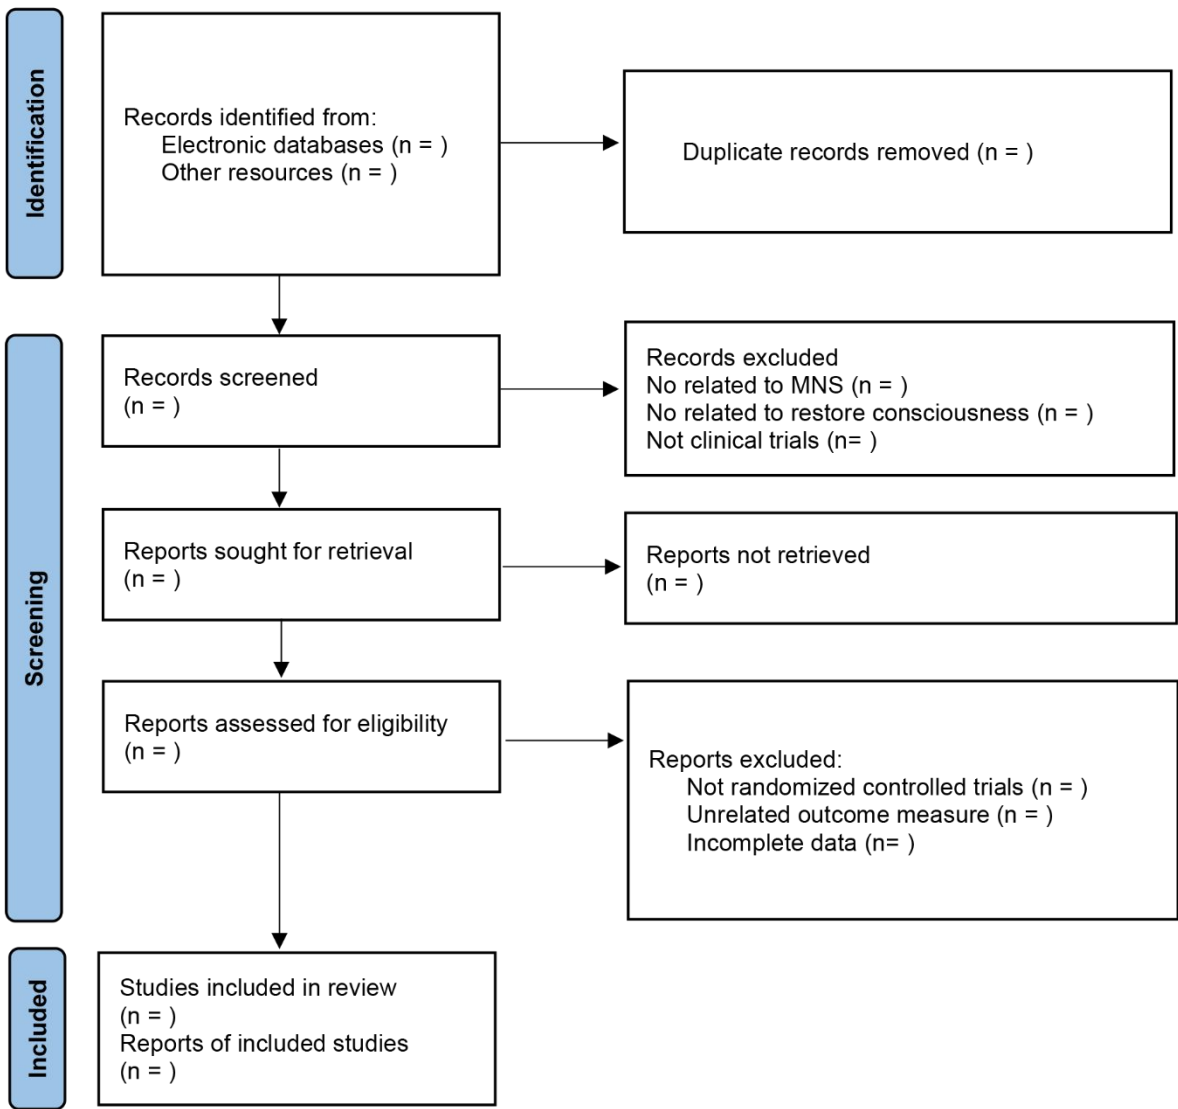 Identification
Records identified from:
Electronic databases (n = )
Other resources (n = )
Duplicate records removed (n = )
Screening
Records screened
(n = )
Records excluded
No related to MNS (n = )
No related to restore consciousness (n = )
Not clinical trials (n= )
Reports sought for retrieval
(n = )
Reports not retrieved
(n = )
Reports assessed for eligibility
(n = )
Reports excluded:
Not randomized controlled trials (n = )
Unrelated outcome measure (n = )
Incomplete data (n= )
Included
Studies included in review
(n = )
Reports of included studies
(n = )